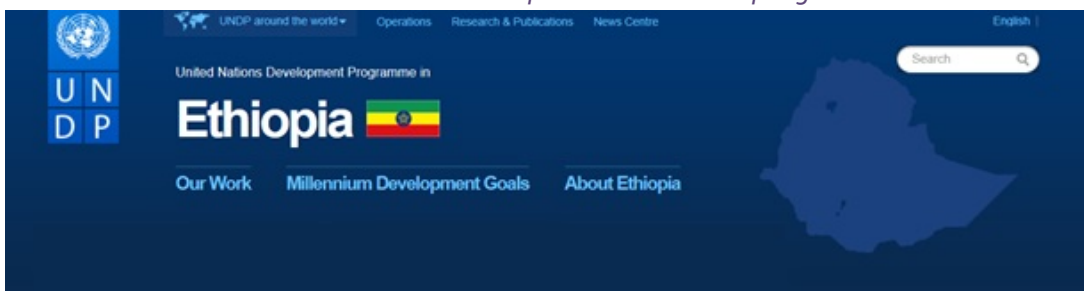 UNDP around the world Operations Research & Publications News Centre English |
Search
U N
D P
United Nations Development Programme in
Ethiopia
Our Work Millennium Development Goals About Ethiopia